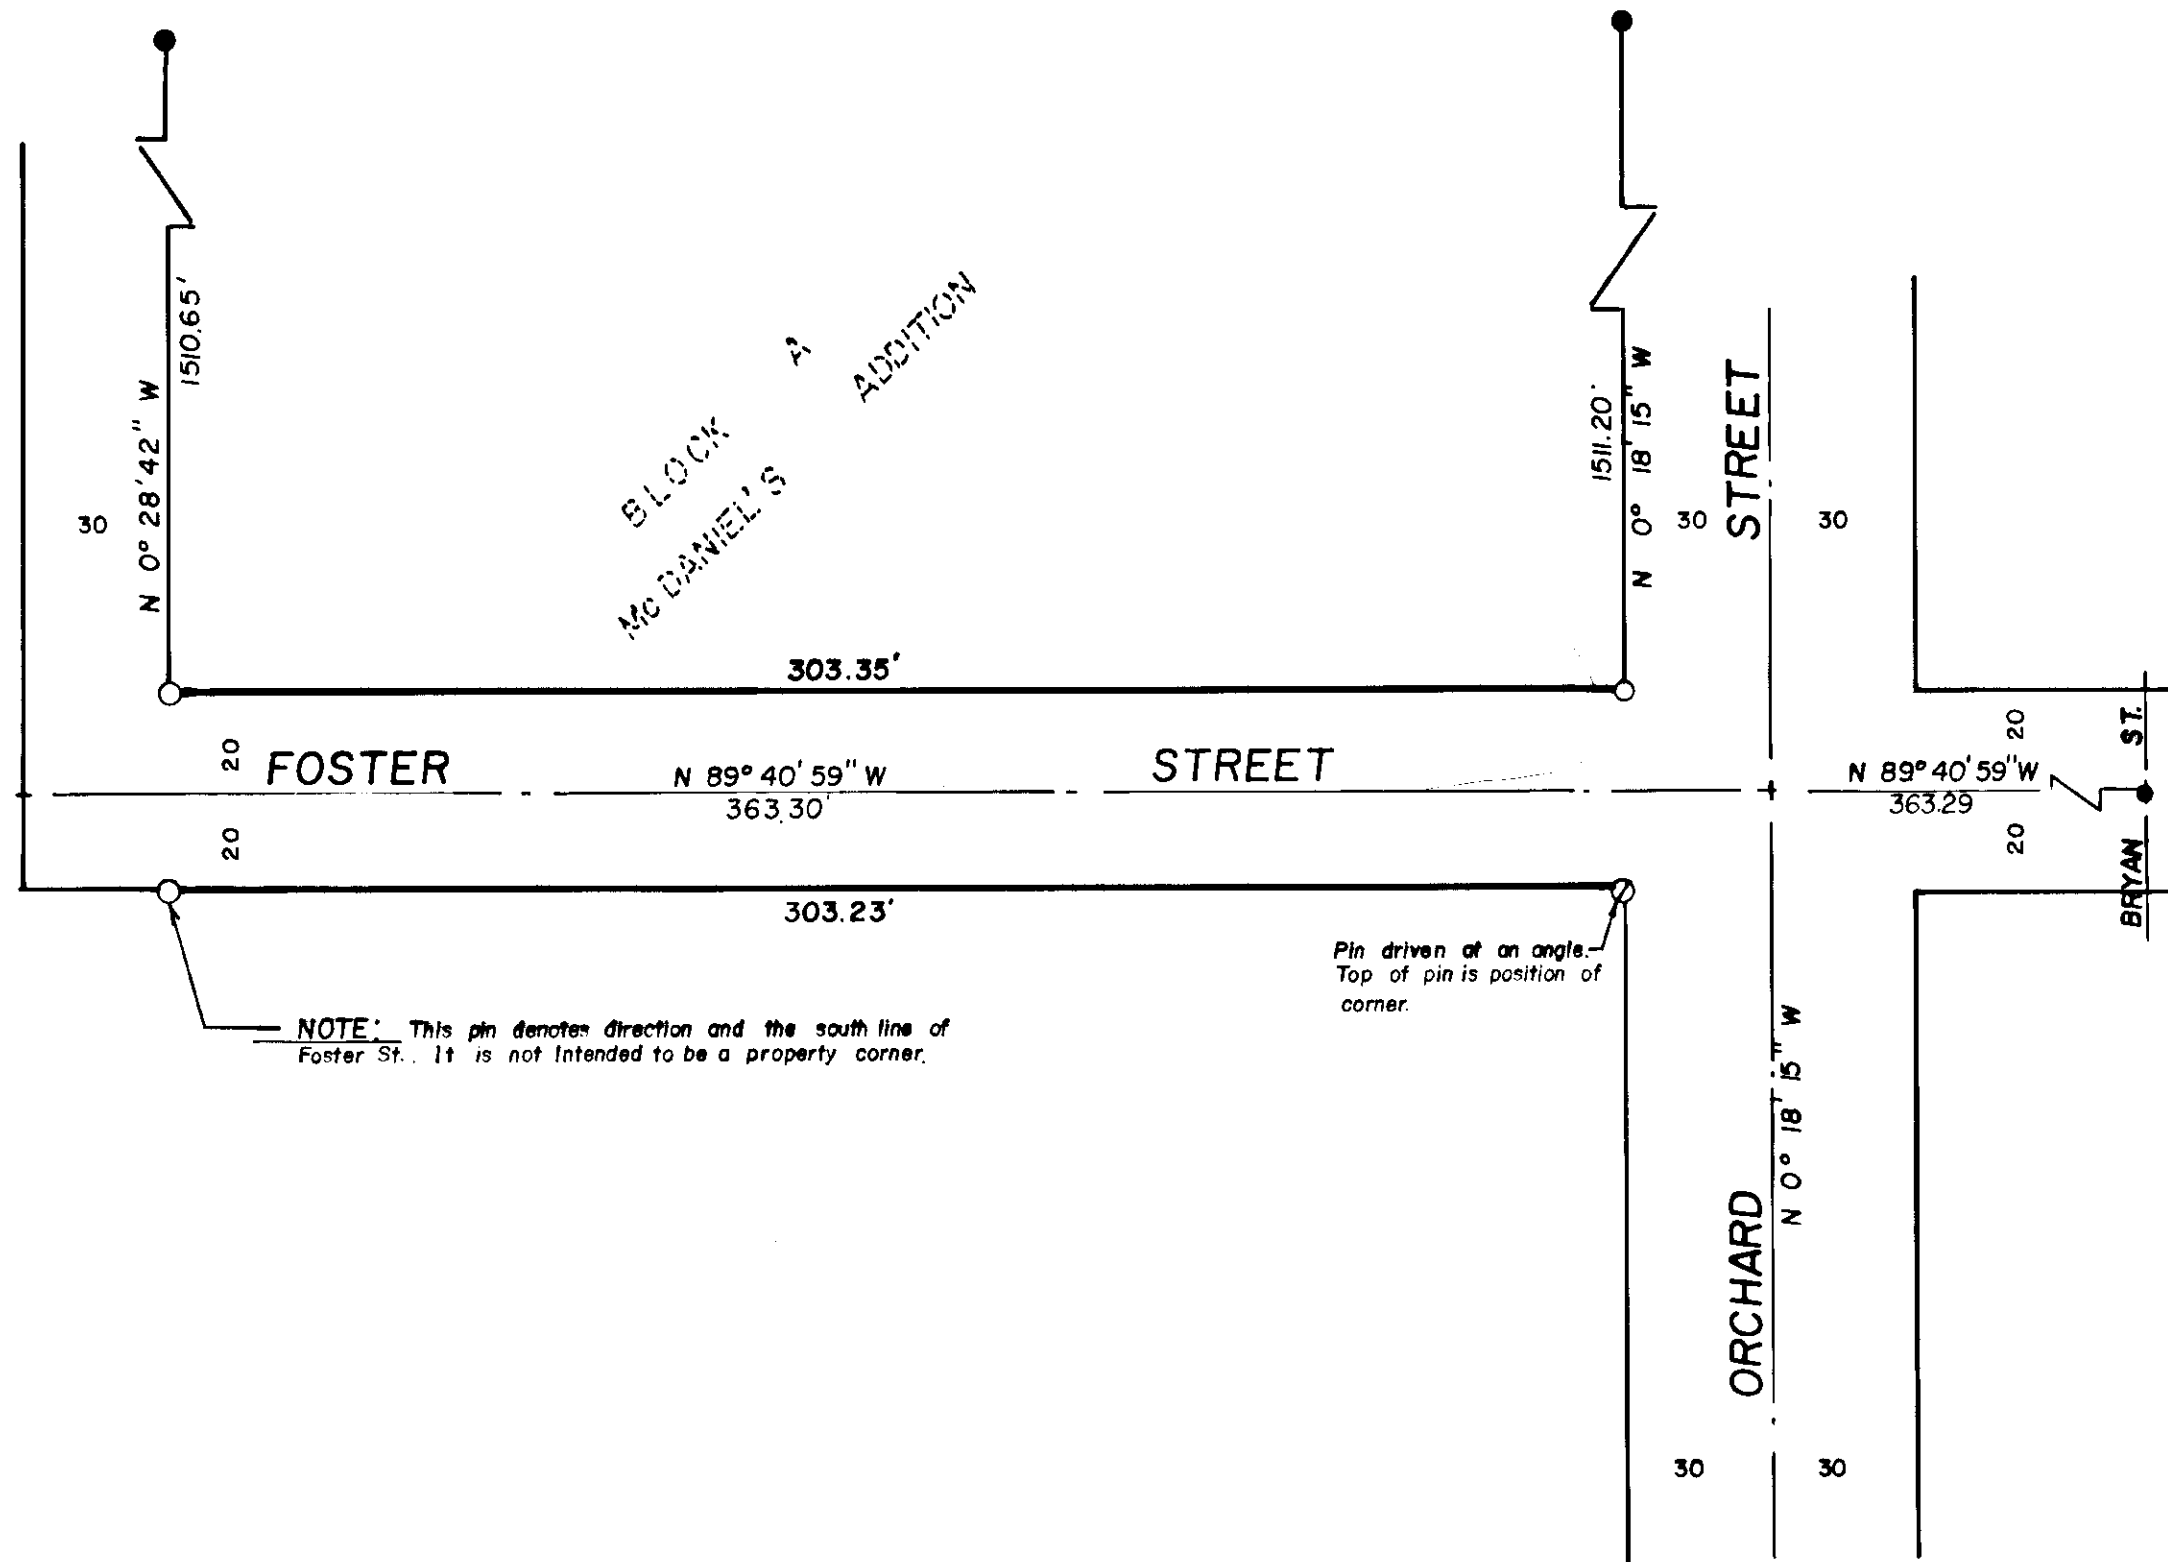 1510.65'
N 0° 28' 42" W
30
BLOCK A
McDANIEL'S ADDITION
1511.20'
N 0° 18' 15" W
30
STREET
30
303.35'
20
FOSTER STREET
N 89° 40' 59" W
363.30'
20
N 89° 40' 59" W
363.29
20
20
BRYAN ST.
303.23'
Pin driven at an angle.
Top of pin is position of
corner.
NOTE: This pin denotes direction and the south line of
Foster St.. It is not intended to be a property corner.
N 0° 18' 15" W
ORCHARD
30
30